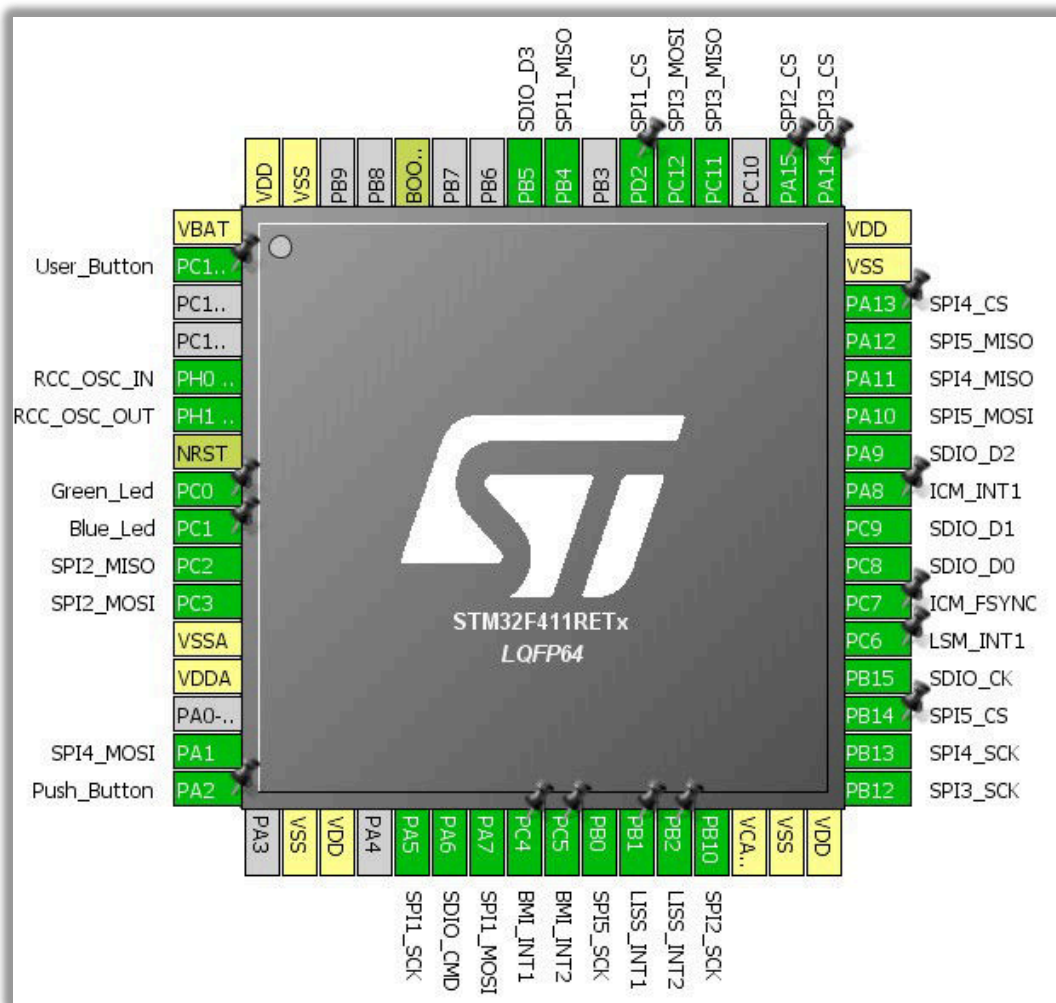 SDIO_D3
SPI1_MISO
SPI1_CS
SPI3_MOSI
SPI3_MISO
SPI2_CS
SPI3_CS
VDD
VSS
PB9
PB8
BOO..
PB7
PB6
PB5
PB4
PB3
PD2
PC12
PC11
PC10
PA15
PA14
VBAT
User_Button PC1..
PC1..
PC1..
RCC_OSC_IN PH0 ..
RCC_OSC_OUT PH1 ..
NRST
Green_Led PC0
Blue_Led PC1
SPI2_MISO PC2
SPI2_MOSI PC3
VSSA
VDDA
PA0-..
SPI4_MOSI PA1
Push_Button PA2
STM32F411RETx
LQFP64
VDD
VSS
PA13 SPI4_CS
PA12 SPI5_MISO
PA11 SPI4_MISO
PA10 SPI5_MOSI
PA9 SDIO_D2
PA8 ICM_INT1
PC9 SDIO_D1
PC8 SDIO_D0
PC7 ICM_FSYNC
PC6 LSM_INT1
PB15 SDIO_CK
PB14 SPI5_CS
PB13 SPI4_SCK
PB12 SPI3_SCK
PA3
VSS
VDD
PA4
PA5
PA6
PA7
PC4
PC5
PB0
PB1
PB2
PB10
VCA..
VSS
VDD
SPI1_SCK
SDIO_CMD
SPI1_MOSI
BMI_INT1
BMI_INT2
SPI5_SCK
LISS_INT1
LISS_INT2
SPI2_SCK